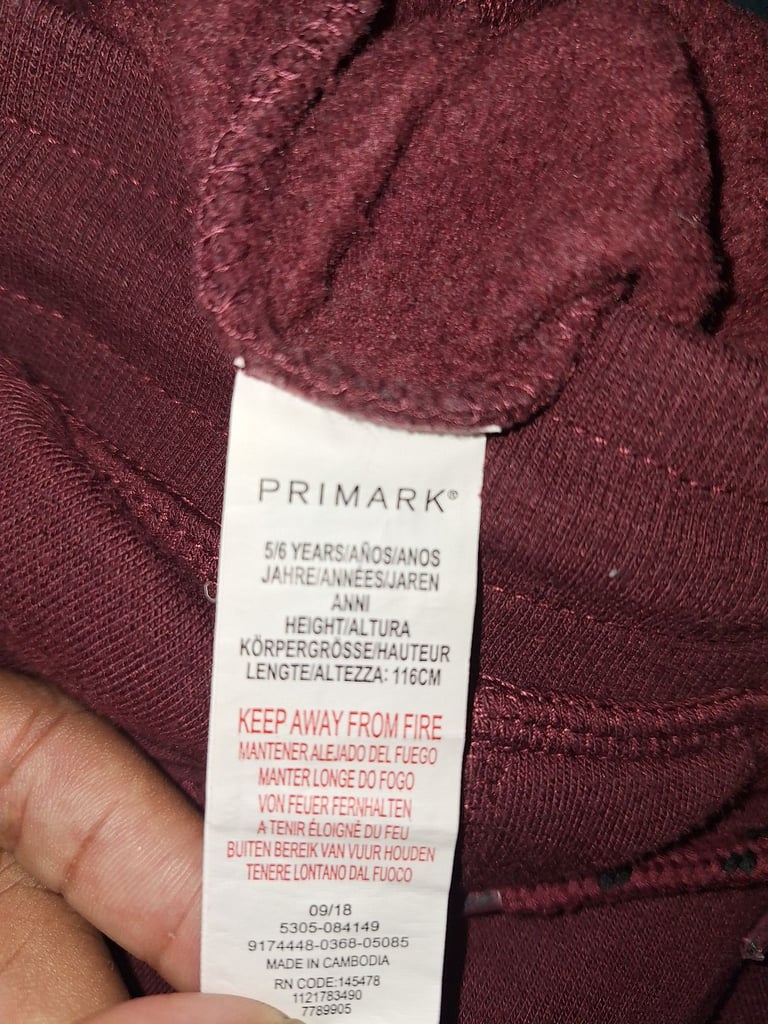 PRIMARK®
5/6 YEARS/AÑOS/ANOS
JAHRE/ANNÉES/JAREN
ANNI
HEIGHT/ALTURA
KÖRPERGRÖSSE/HAUTEUR
LENGTE/ALTEZZA: 116CM
KEEP AWAY FROM FIRE
MANTENER ALEJADO DEL FUEGO
MANTER LONGE DO FOGO
VON FEUER FERNHALTEN
A TENIR ÉLOIGNÉ DU FEU
BUITEN BEREIK VAN VUUR HOUDEN
TENERE LONTANO DAL FUOCO
09/18
5305-084149
9174448-0368-05085
MADE IN CAMBODIA
RN CODE:145478
1121783490
7789905